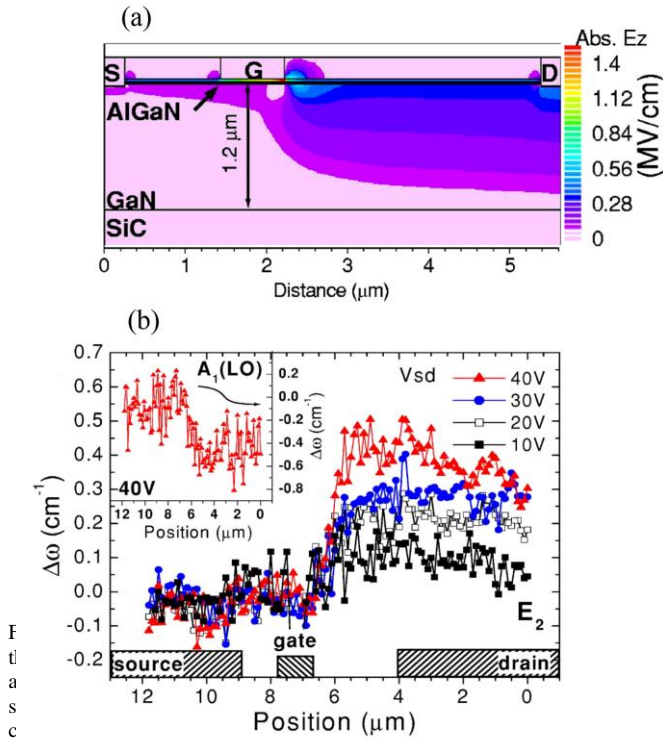 (a)
Abs. Ez
S G D
1.4
AlGaN
1.12
1.2 μm
0.84
(MV/cm)
0.56
GaN
0.28
SiC
0
0 1 2 3 4 5
Distance (μm)
(b)
0.7
0.6
0.5
0.4
0.3
0.2
0.1
0.0
-0.1
-0.2
Δω (cm⁻¹)
A₁(LO)
0.2
0.0
-0.2
-0.4
-0.6
-0.8
Δω (cm⁻¹)
40V
12 10 8 6 4 2 0
Position (μm)
Vsd
40V
30V
20V
10V
E₂
gate
source
drain
12 10 8 6 4 2 0
Position (μm)
F
th
a
s
c